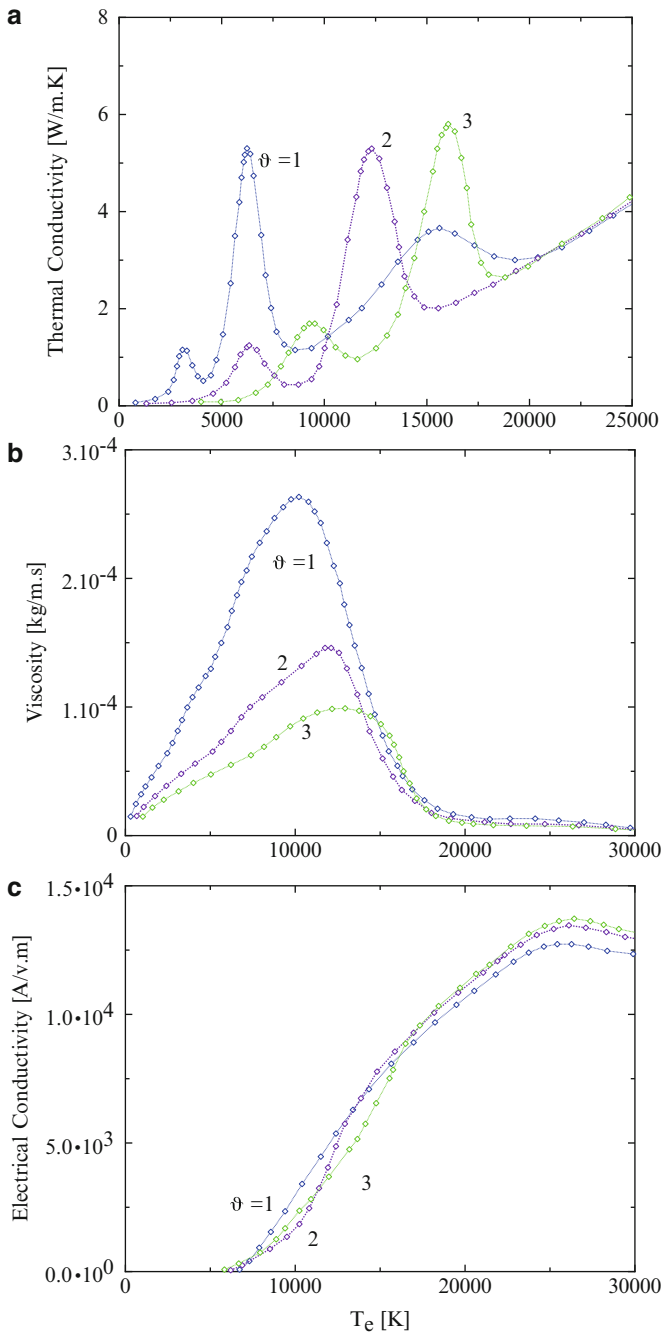 a
8
6
4
2
0
Thermal Conductivity [W/m.K]
ϑ =1
2
3
0 5000 10000 15000 20000 25000
b
3.10-4
2.10-4
1.10-4
0
Viscosity [kg/m.s]
ϑ =1
2
3
0 10000 20000 30000
c
1.5•10⁴
1.0•10⁴
5.0•10³
0.0•10⁰
Electrical Conductivity [A/v.m]
ϑ =1
2
3
0 10000 20000 30000
Te [K]